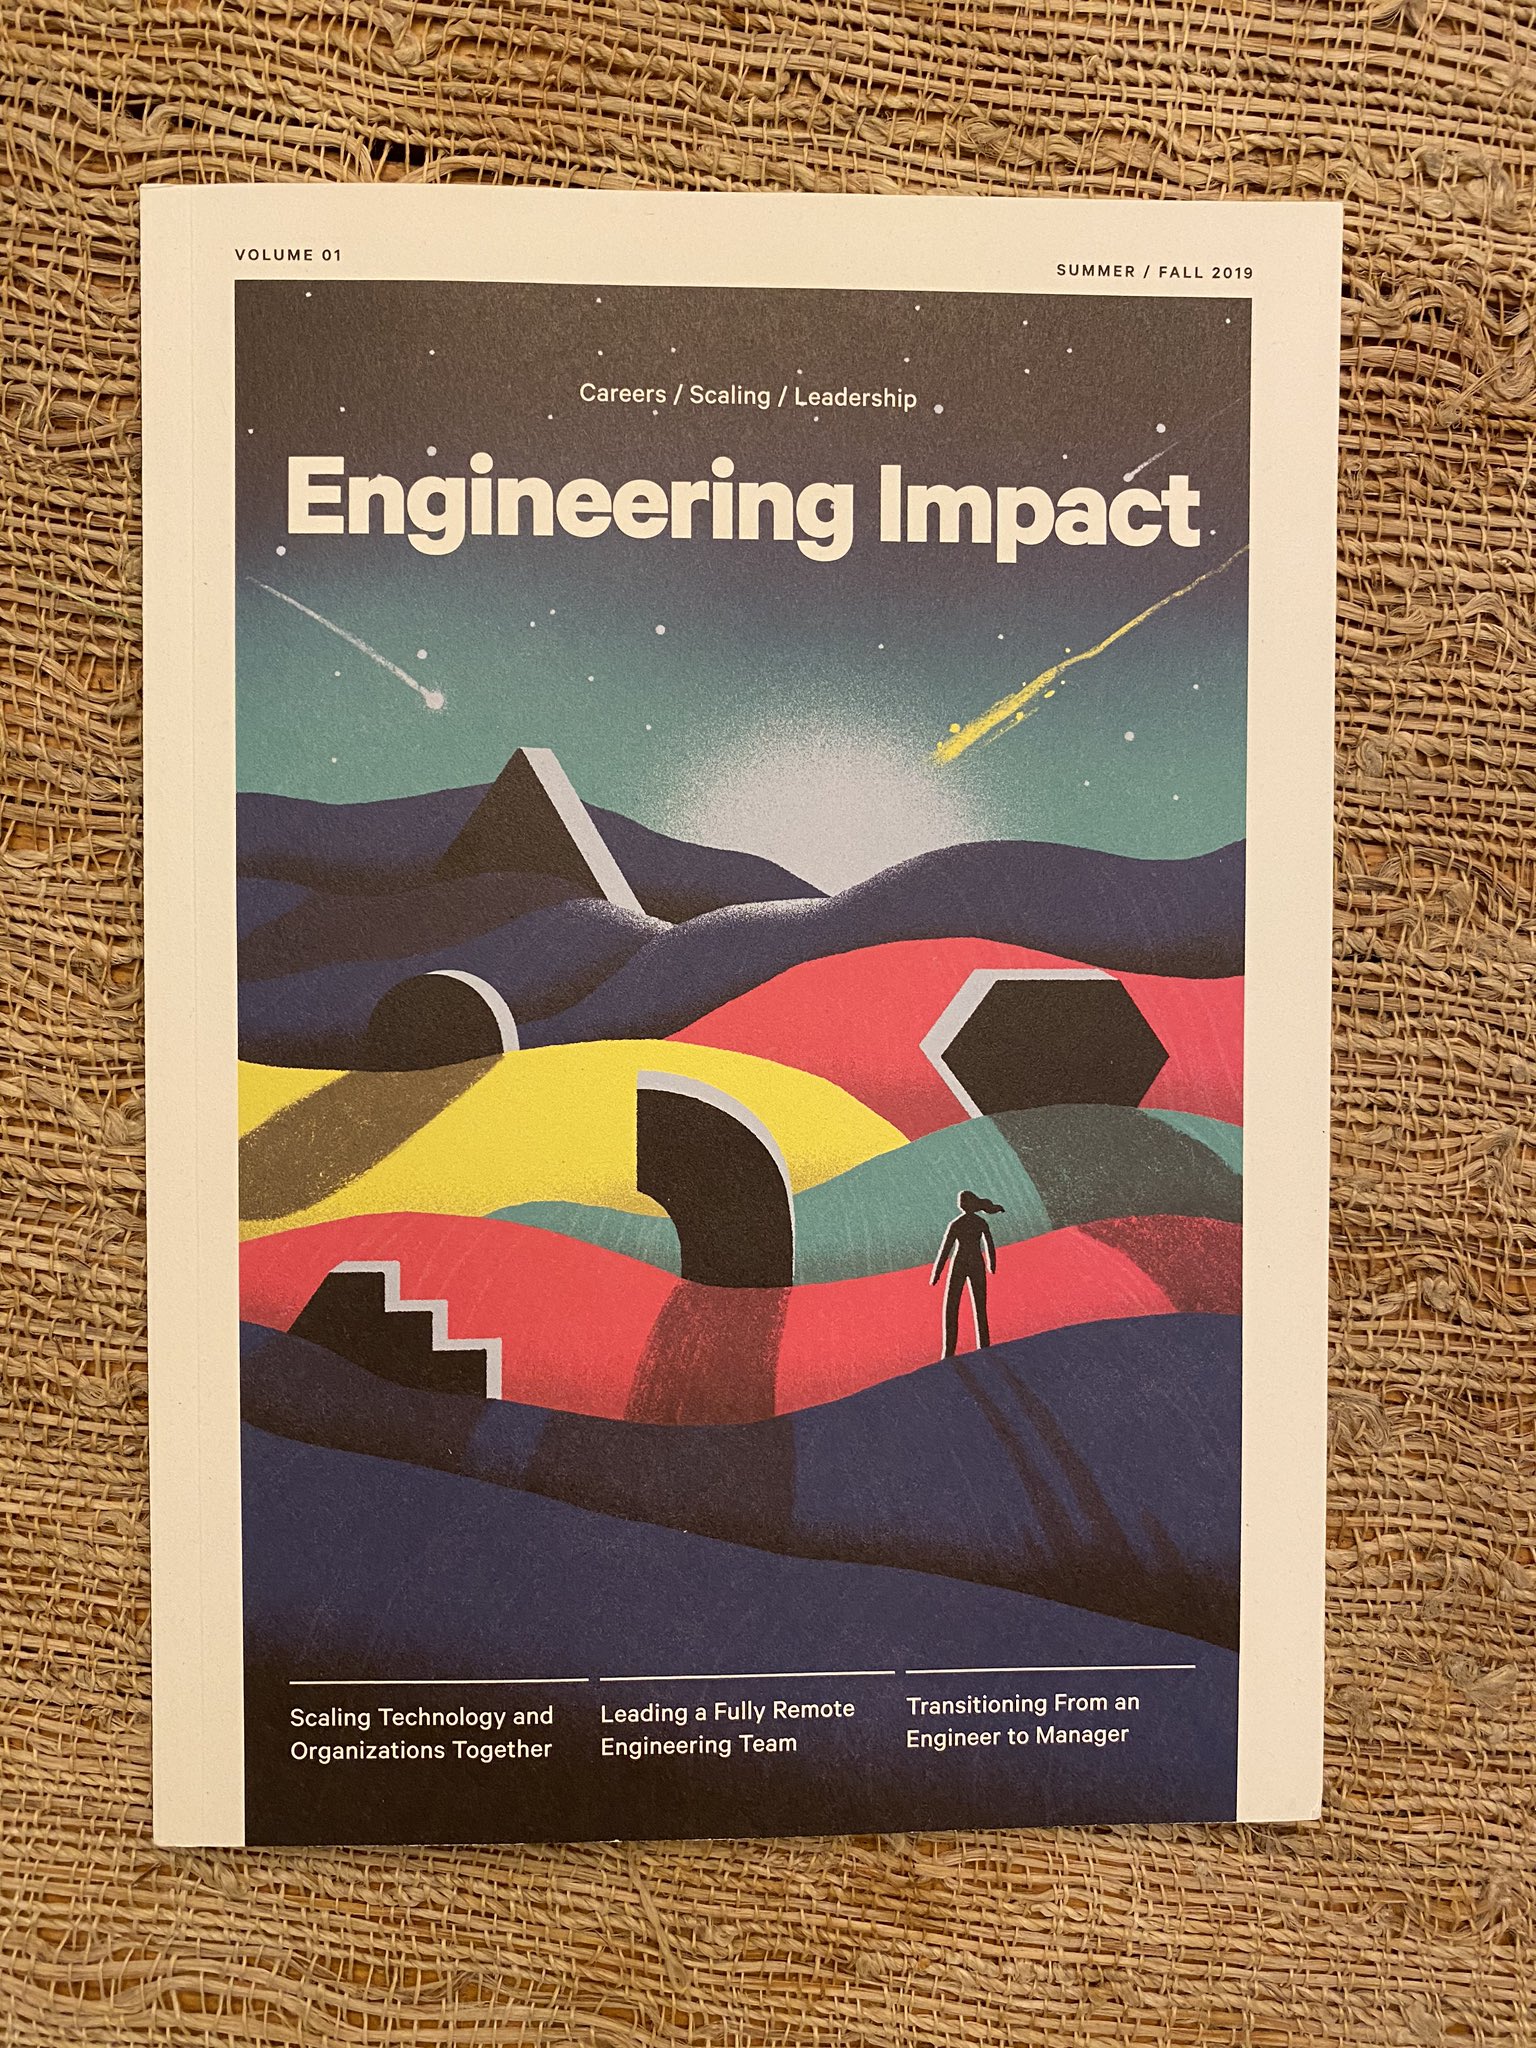 VOLUME 01
SUMMER / FALL 2019
Careers / Scaling / Leadership
Engineering Impact
Scaling Technology and
Organizations Together
Leading a Fully Remote
Engineering Team
Transitioning From an
Engineer to Manager